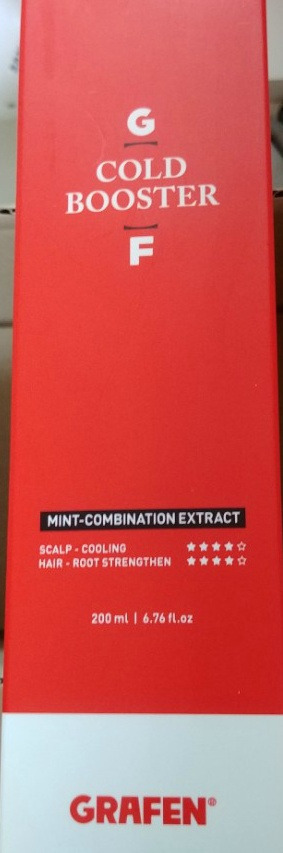 G
COLD
BOOSTER
F
MINT-COMBINATION EXTRACT
SCALP - COOLING ★★★★☆
HAIR - ROOT STRENGTHEN ★★★★☆
200 ml | 6.76 fl.oz
GRAFEN®